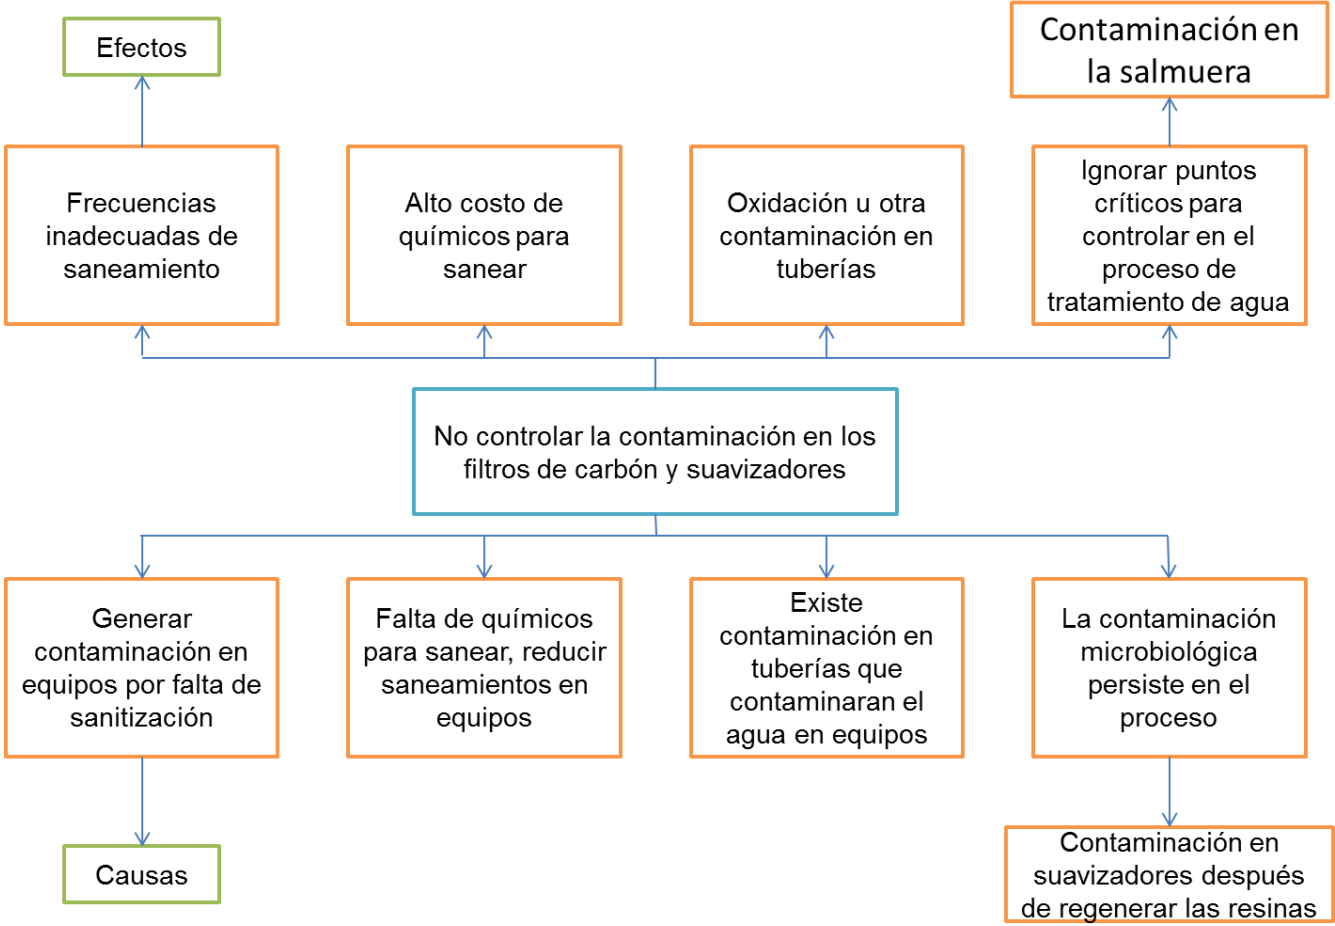 Efectos
Contaminación en
la salmuera
Frecuencias
inadecuadas de
saneamiento
Alto costo de
químicos para
sanear
Oxidación u otra
contaminación en
tuberías
Ignorar puntos
críticos para
controlar en el
proceso de
tratamiento de agua
No controlar la contaminación en los
filtros de carbón y suavizadores
Generar
contaminación en
equipos por falta de
sanitización
Falta de químicos
para sanear, reducir
saneamientos en
equipos
Existe
contaminación en
tuberías que
contaminaran el
agua en equipos
La contaminación
microbiológica
persiste en el
proceso
Causas
Contaminación en
suavizadores después
de regenerar las resinas